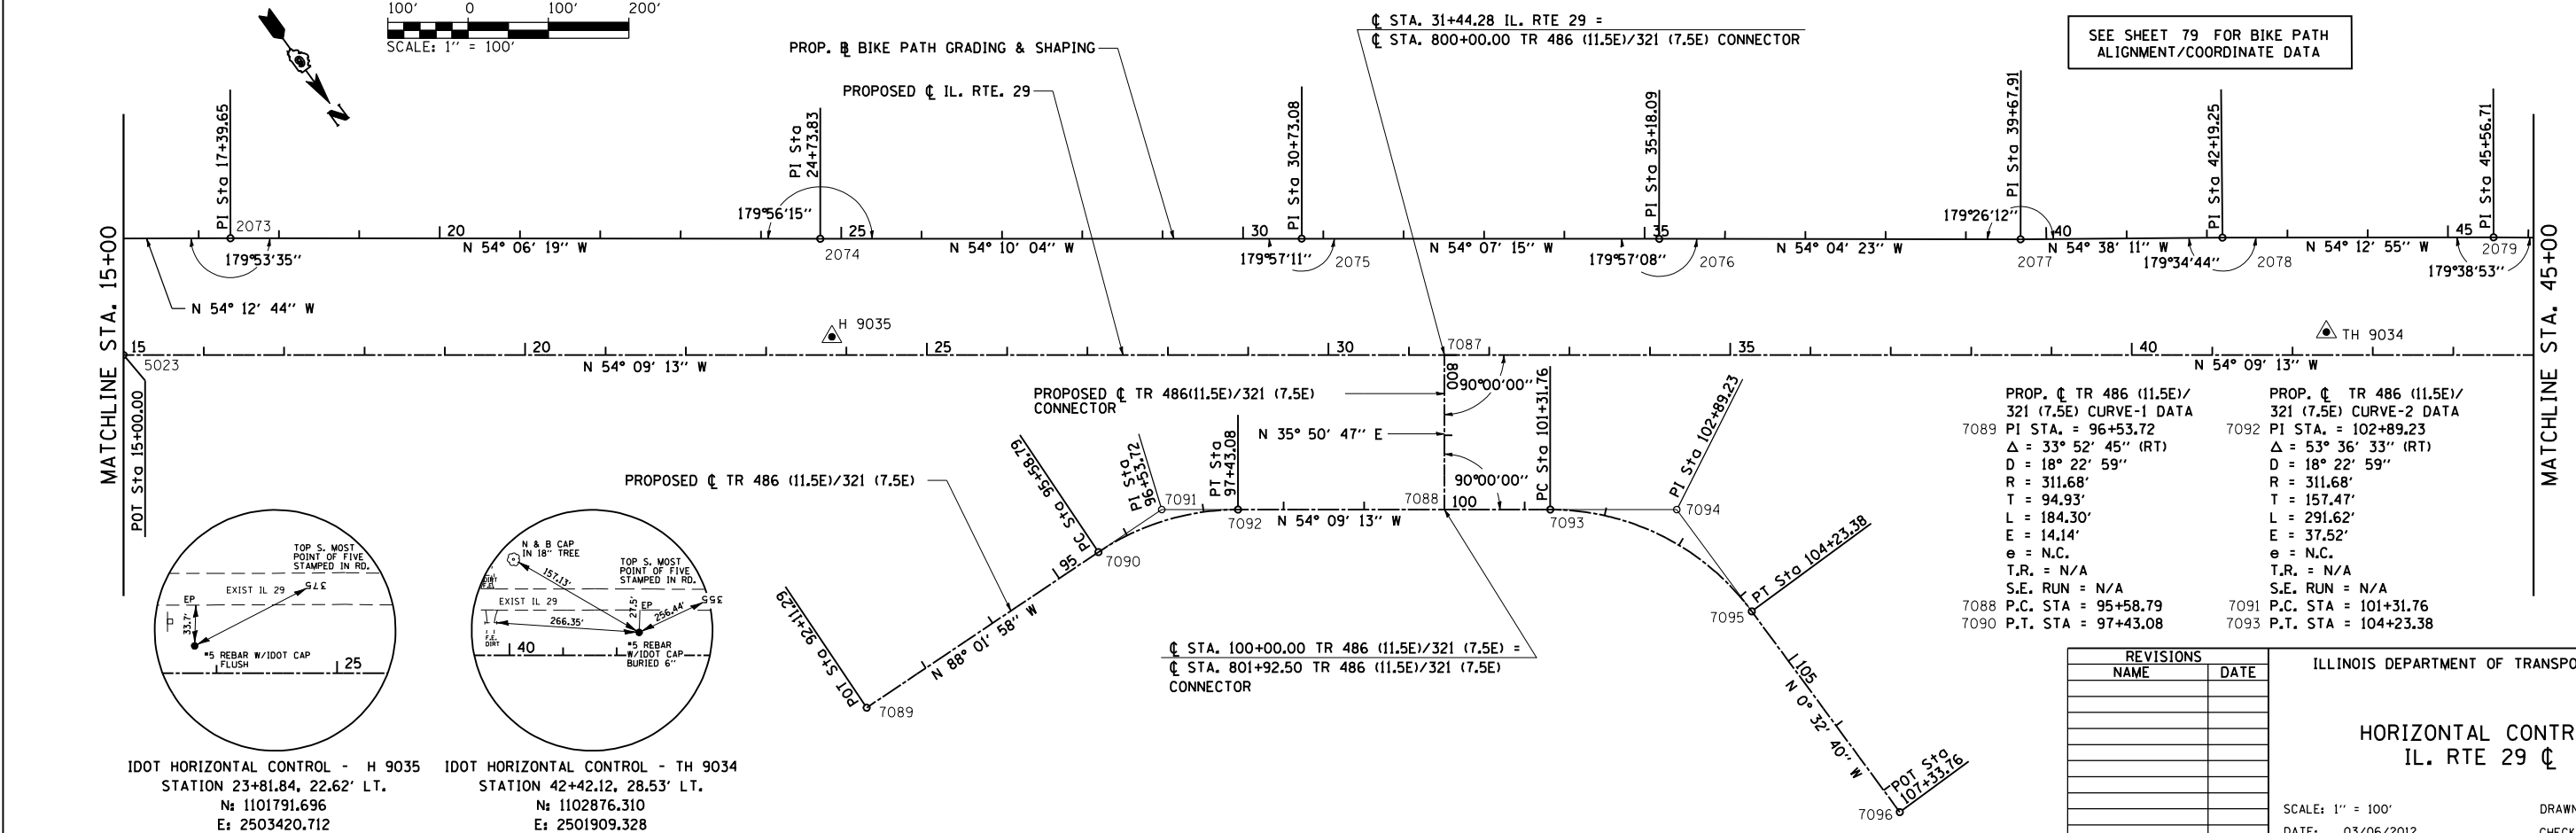 100' 0 100' 200'
SCALE: 1" = 100'
N
PROP. ⅊ BIKE PATH GRADING & SHAPING
PROPOSED ℄ IL. RTE. 29
℄ STA. 31+44.28 IL. RTE 29 =
℄ STA. 800+00.00 TR 486 (11.5E)/321 (7.5E) CONNECTOR
SEE SHEET 79 FOR BIKE PATH
ALIGNMENT/COORDINATE DATA
MATCHLINE STA. 15+00
PI Sta 17+39.65
2073
179°53'35"
N 54° 12' 44" W
20
N 54° 06' 19" W
PI Sta
24+73.83
179°56'15"
2074
25
N 54° 10' 04" W
30
PI Sta 30+73.08
179°57'11"
2075
N 54° 07' 15" W
PI Sta 35+18.09
35
179°57'08"
2076
N 54° 04' 23" W
PI Sta 39+67.91
179°26'12"
2077
40
N 54° 38' 11" W
PI Sta 42+19.25
179°34'44"
2078
N 54° 12' 55" W
45
PI Sta 45+56.71
2079
179°38'53"
MATCHLINE STA. 45+00
H 9035
TH 9034
15
5023
POT Sta 15+00.00
20
N 54° 09' 13" W
25
30
7087
35
40
N 54° 09' 13" W
800
90°00'00"
PROPOSED ℄ TR 486(11.5E)/321 (7.5E)
CONNECTOR
N 35° 50' 47" E
90°00'00"
7088
100
PROPOSED ℄ TR 486 (11.5E)/321 (7.5E)
POT Sta 92+11.29
7089
N 88° 01' 58" W
95
PC Sta 95+58.79
7090
PI Sta
96+53.72
7091
PT Sta
97+43.08
7092
N 54° 09' 13" W
PC Sta 101+31.76
7093
PI Sta 102+89.23
7094
PT Sta 104+23.38
7095
105
N 0° 32' 40" W
POT Sta
107+33.76
7096
℄ STA. 100+00.00 TR 486 (11.5E)/321 (7.5E) =
℄ STA. 801+92.50 TR 486 (11.5E)/321 (7.5E)
CONNECTOR
PROP. ℄ TR 486 (11.5E)/
321 (7.5E) CURVE-1 DATA
7089 PI STA. = 96+53.72
Δ = 33° 52' 45" (RT)
D = 18° 22' 59"
R = 311.68'
T = 94.93'
L = 184.30'
E = 14.14'
e = N.C.
T.R. = N/A
S.E. RUN = N/A
7088 P.C. STA = 95+58.79
7090 P.T. STA = 97+43.08
PROP. ℄ TR 486 (11.5E)/
321 (7.5E) CURVE-2 DATA
7092 PI STA. = 102+89.23
Δ = 53° 36' 33" (RT)
D = 18° 22' 59"
R = 311.68'
T = 157.47'
L = 291.62'
E = 37.52'
e = N.C.
T.R. = N/A
S.E. RUN = N/A
7091 P.C. STA = 101+31.76
7093 P.T. STA = 104+23.38
TOP S. MOST
POINT OF FIVE
STAMPED IN RD.
EXIST IL 29
375
EP
33.7'
#5 REBAR W/IDOT CAP
FLUSH
25
IDOT HORIZONTAL CONTROL - H 9035
STATION 23+81.84, 22.62' LT.
N: 1101791.696
E: 2503420.712
N & B CAP
IN 18" TREE
157.13'
TOP S. MOST
POINT OF FIVE
STAMPED IN RD.
DIRT
F.E.
EXIST IL 29
27.5'
EP
256.44'
355
266.35'
F.E.
DIRT
40
#5 REBAR
W/IDOT CAP
BURIED 6"
IDOT HORIZONTAL CONTROL - TH 9034
STATION 42+42.12, 28.53' LT.
N: 1102876.310
E: 2501909.328
REVISIONS
NAME DATE
ILLINOIS DEPARTMENT OF TRANSPO
HORIZONTAL CONTR
IL. RTE 29 ℄
SCALE: 1" = 100'
DRAWN
DATE: 03/06/2012
CHECK